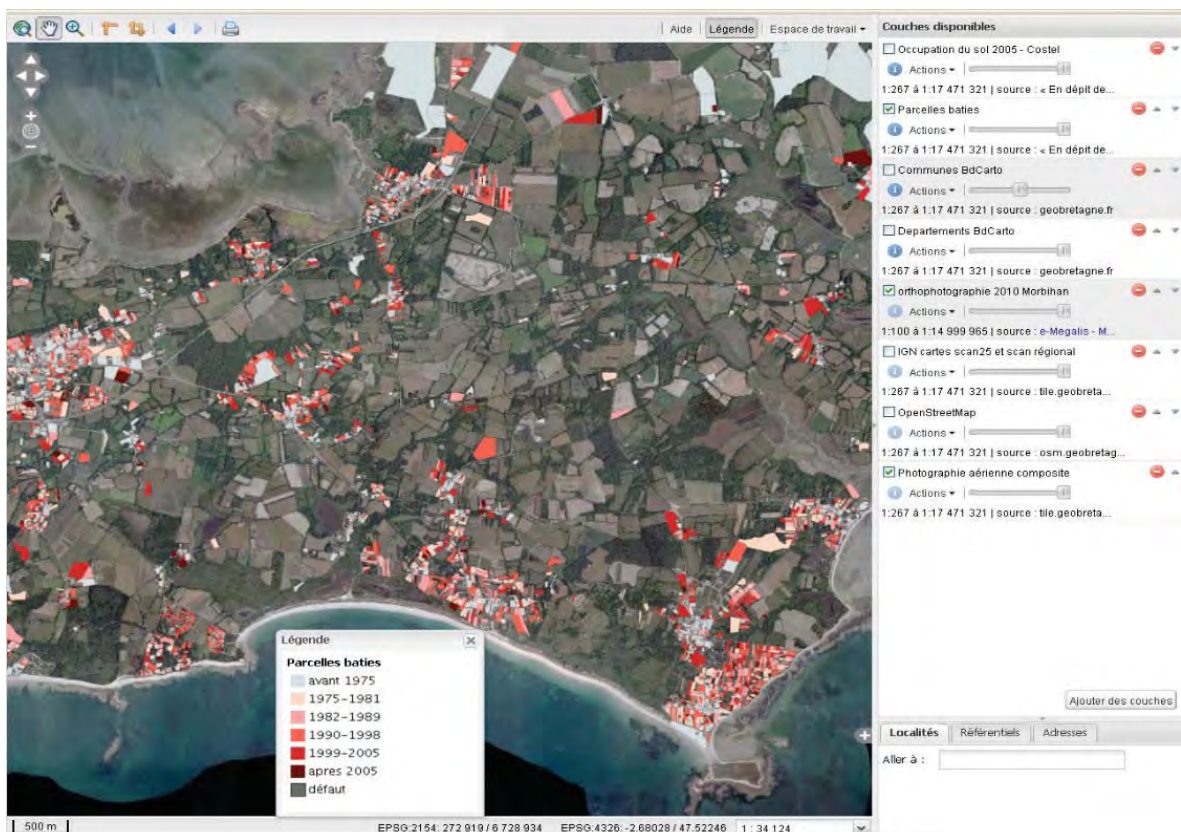 Aide Légende Espace de travail
Couches disponibles
Occupation du sol 2005 - Costel
Actions
1:267 à 1:17 471 321 | source : « En dépit de...
Parcelles baties
Actions
1:267 à 1:17 471 321 | source : « En dépit de...
Communes BdCarto
Actions
1:267 à 1:17 471 321 | source : geobretagne.fr
Departements BdCarto
Actions
1:267 à 1:17 471 321 | source : geobretagne.fr
orthophotographie 2010 Morbihan
Actions
1:100 à 1:14 999 965 | source : e-Megalis - M...
IGN cartes scan25 et scan régional
Actions
1:267 à 1:17 471 321 | source : tile.geobreta...
OpenStreetMap
Actions
1:267 à 1:17 471 321 | source : osm.geobretag...
Photographie aérienne composite
Actions
1:267 à 1:17 471 321 | source : tile.geobreta...
Ajouter des couches
Localités Référentiels Adresses
Aller à :
Légende
Parcelles baties
avant 1975
1975-1981
1982-1989
1990-1998
1999-2005
apres 2005
défaut
500 m EPSG:2154: 272 919 / 6 728 934 EPSG:4326: -2.68028 / 47.52246 1 : 34 124